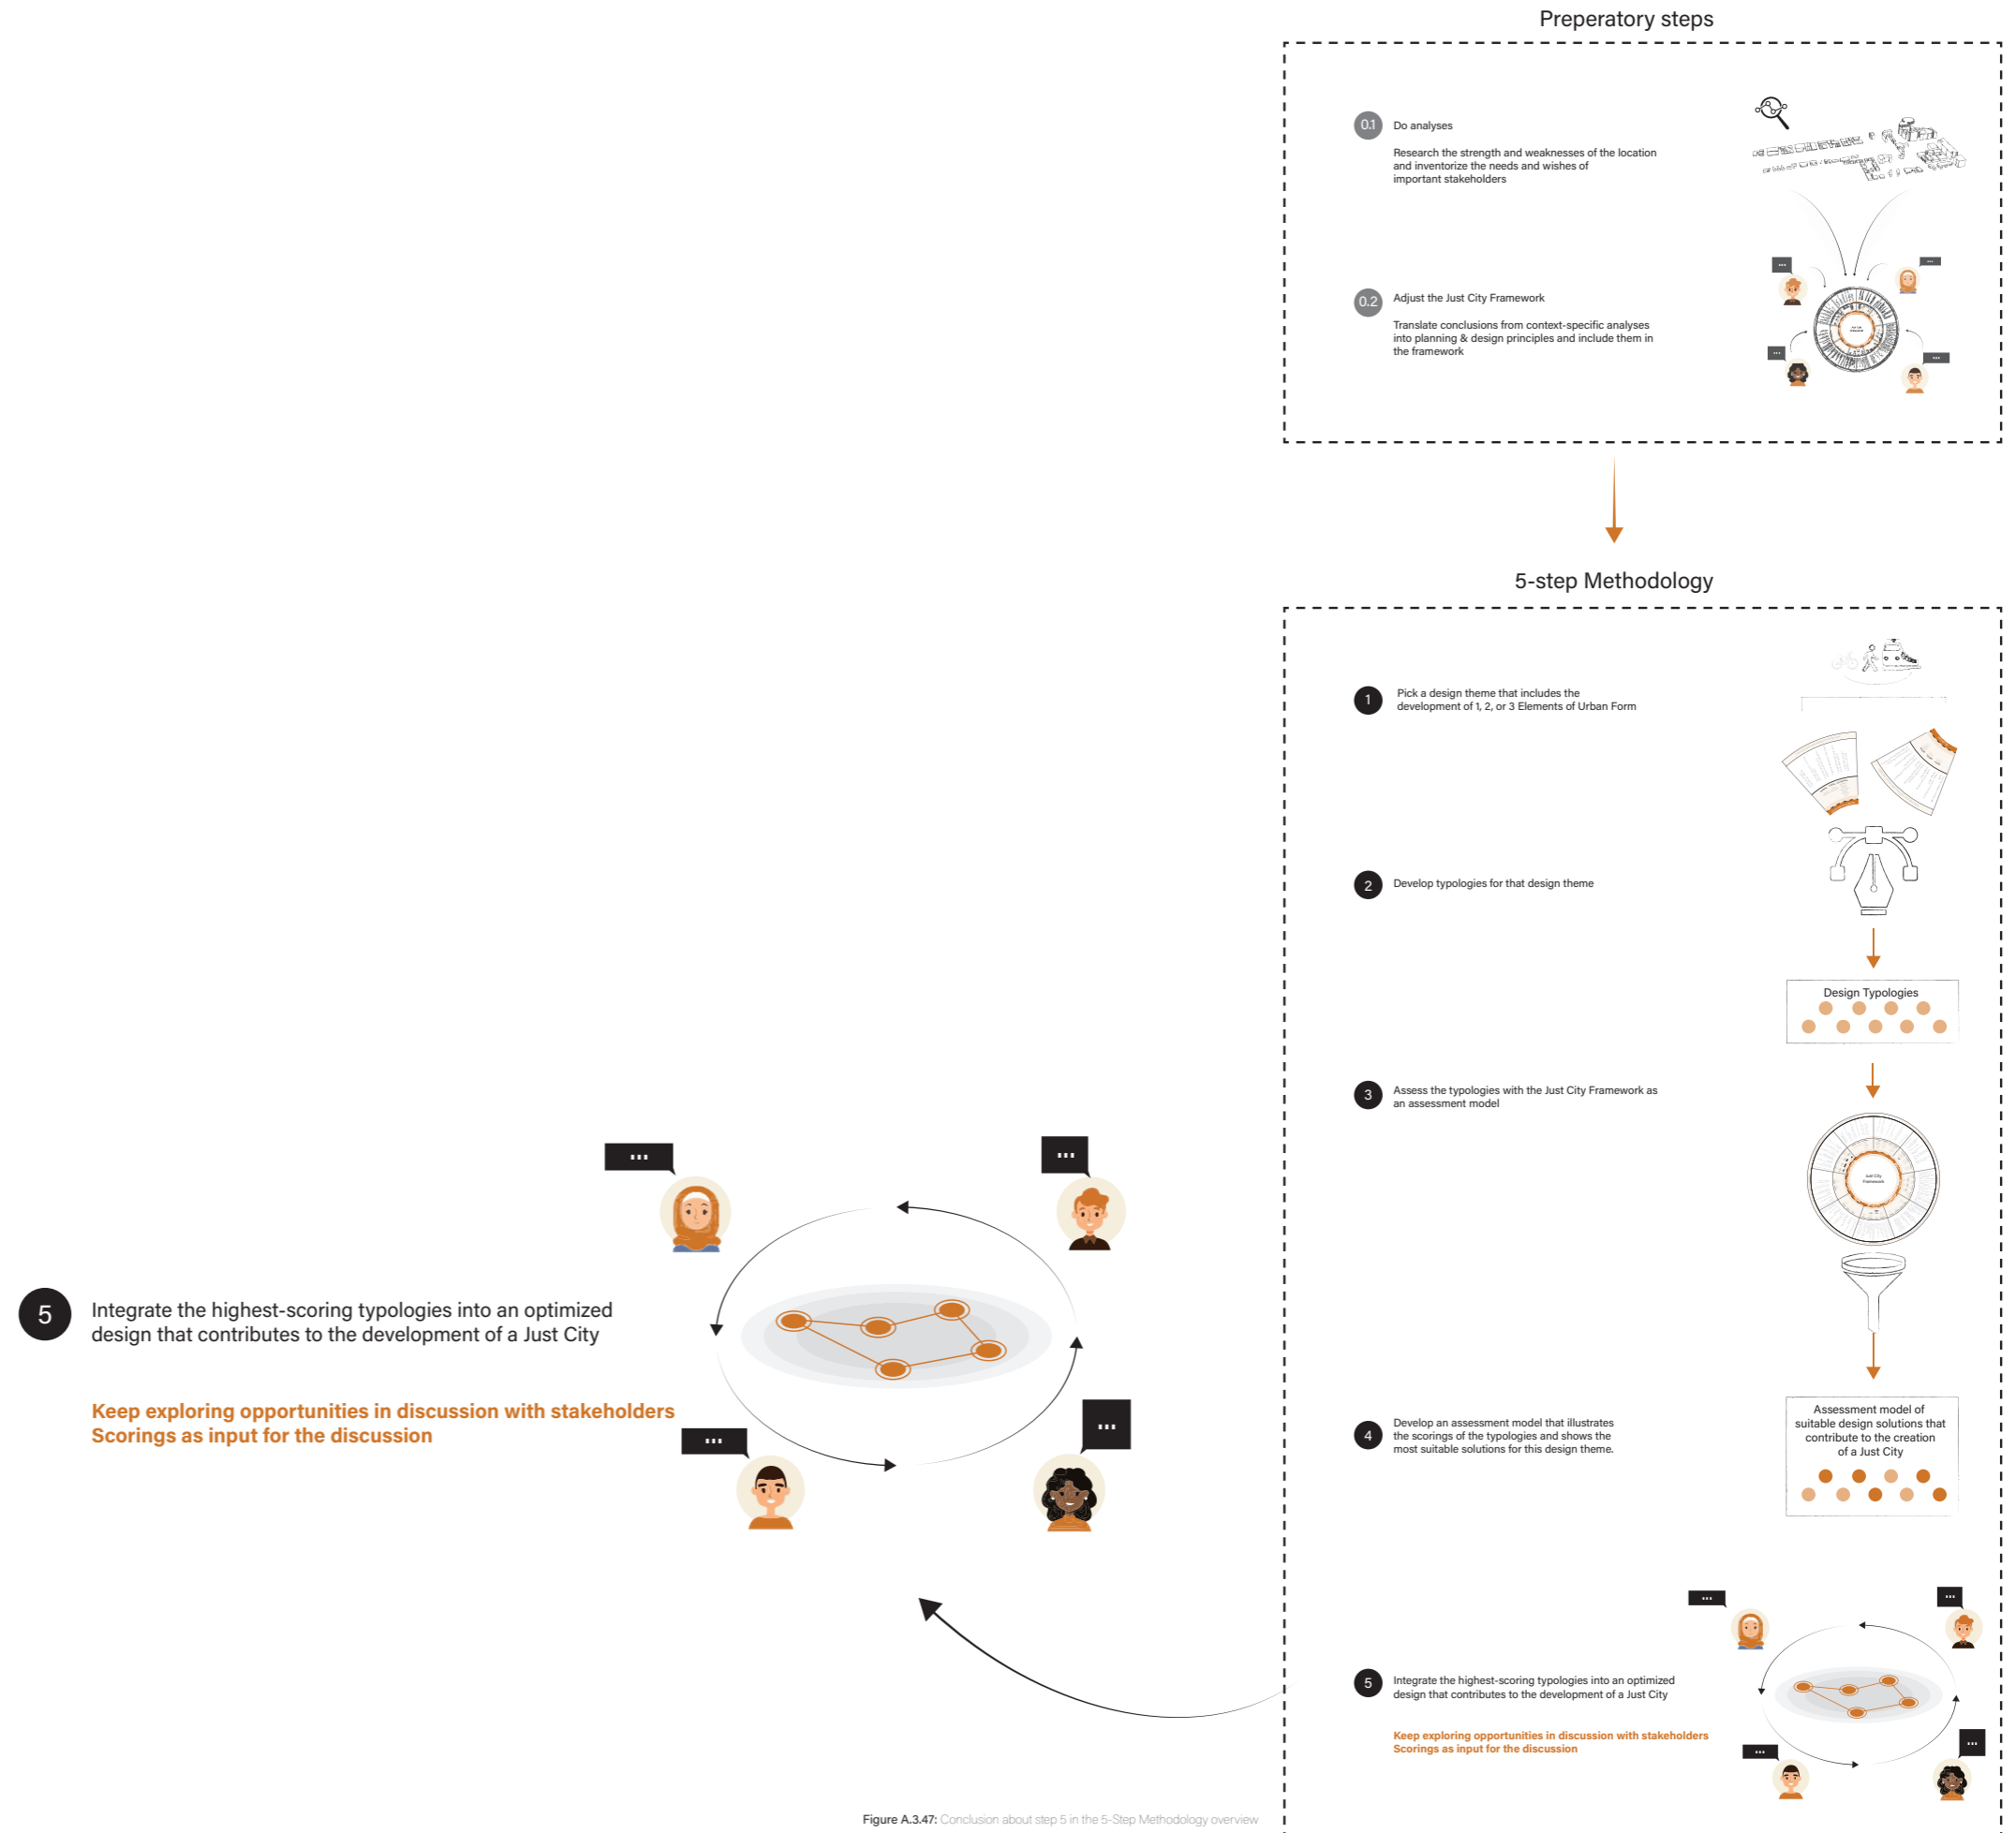 Preperatory steps
0.1
Do analyses
Research the strength and weaknesses of the location
and inventorize the needs and wishes of
important stakeholders
0.2
Adjust the Just City Framework
Translate conclusions from context-specific analyses
into planning & design principles and include them in
the framework
5-step Methodology
1
Pick a design theme that includes the
development of 1, 2, or 3 Elements of Urban Form
2
Develop typologies for that design theme
Design Typologies
3
Assess the typologies with the Just City Framework as
an assessment model
Just City
Framework
4
Develop an assessment model that illustrates
the scorings of the typologies and shows the
most suitable solutions for this design theme.
Assessment model of
suitable design solutions that
contribute to the creation
of a Just City
5
Integrate the highest-scoring typologies into an optimized
design that contributes to the development of a Just City
Keep exploring opportunities in discussion with stakeholders
Scorings as input for the discussion
5
Integrate the highest-scoring typologies into an optimized
design that contributes to the development of a Just City
Keep exploring opportunities in discussion with stakeholders
Scorings as input for the discussion
Figure A.3.47: Conclusion about step 5 in the 5-Step Methodology overview